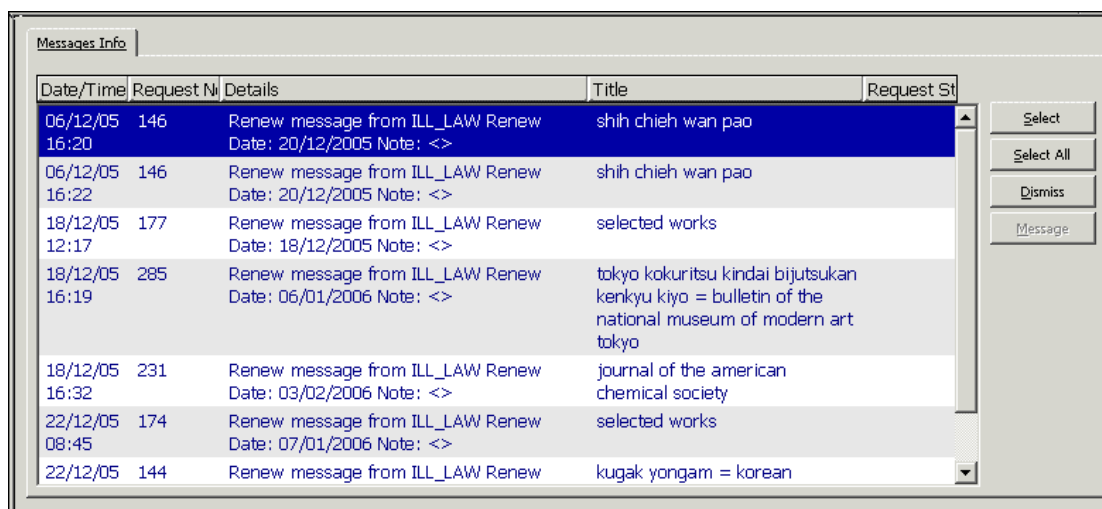 Messages Info
Date/Time Request Nu Details Title Request St
06/12/05 146 Renew message from ILL_LAW Renew shih chieh wan pao
16:20 Date: 20/12/2005 Note: <>
06/12/05 146 Renew message from ILL_LAW Renew shih chieh wan pao
16:22 Date: 20/12/2005 Note: <>
18/12/05 177 Renew message from ILL_LAW Renew selected works
12:17 Date: 18/12/2005 Note: <>
18/12/05 285 Renew message from ILL_LAW Renew tokyo kokuritsu kindai bijutsukan
16:19 Date: 06/01/2006 Note: <> kenkyu kiyo = bulletin of the
national museum of modern art
tokyo
18/12/05 231 Renew message from ILL_LAW Renew journal of the american
16:32 Date: 03/02/2006 Note: <> chemical society
22/12/05 174 Renew message from ILL_LAW Renew selected works
08:45 Date: 07/01/2006 Note: <>
22/12/05 144 Renew message from ILL_LAW Renew kugak yongam = korean
Select
Select All
Dismiss
Message